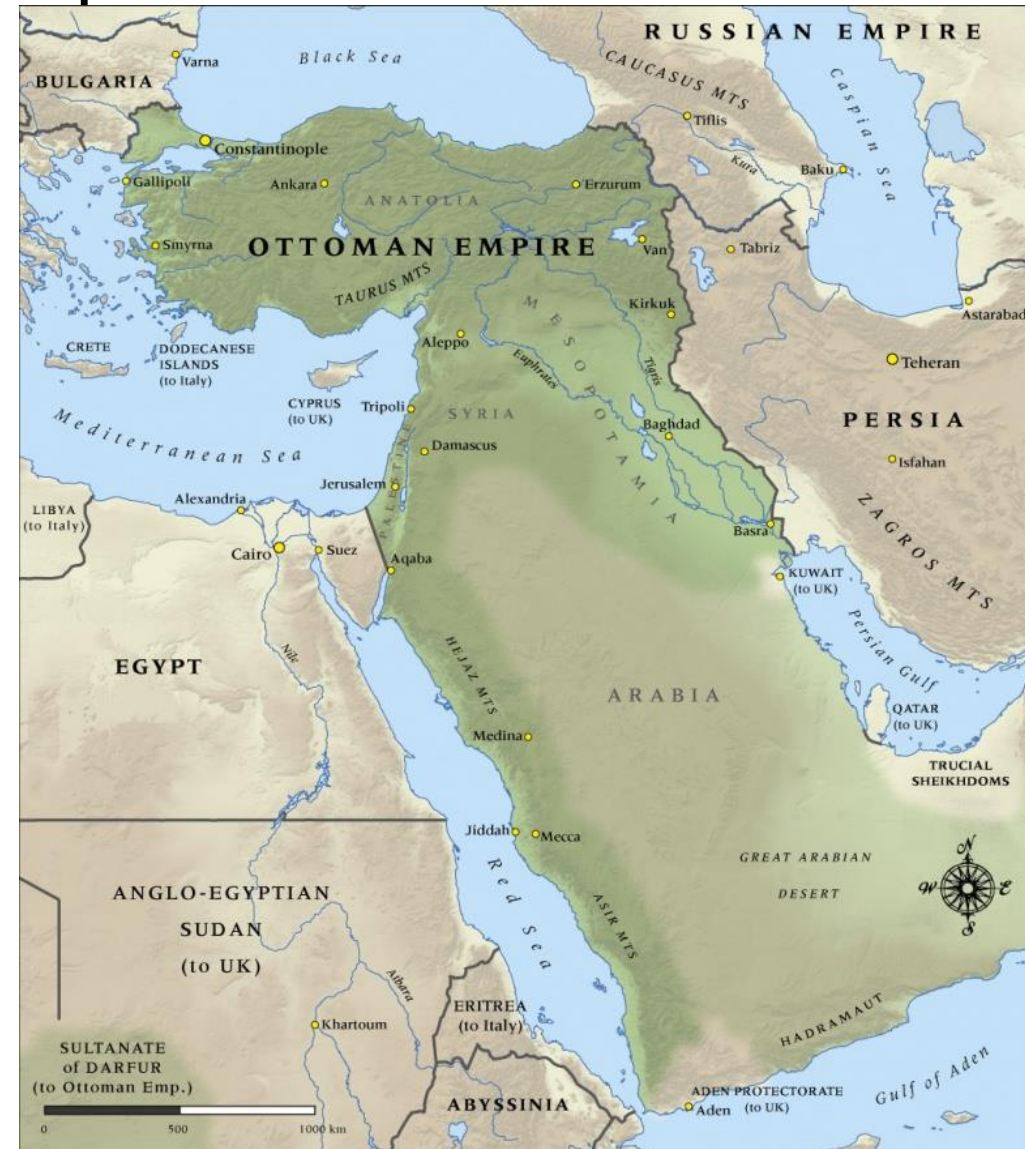 RUSSIAN EMPIRE
Black Sea
Varna
BULGARIA
CAUCASUS MTS
Caspian Sea
Tiflis
Kura
Baku
Constantinople
Gallipoli
Ankara
ANATOLIA
Erzurum
Smyrna
OTTOMAN EMPIRE
Van
Tabriz
TAURUS MTS
MESOPOTAMIA
Kirkuk
Astarabad
CRETE
DODECANESE
ISLANDS
(to Italy)
Aleppo
Euphrates
Tigris
Teheran
CYPRUS
(to UK)
Tripoli
SYRIA
Baghdad
PERSIA
Mediterranean Sea
Damascus
Isfahan
PALESTINE
Jerusalem
Alexandria
LIBYA
(to Italy)
ZAGROS MTS
Cairo
Suez
Basra
Aqaba
KUWAIT
(to UK)
Persian Gulf
Nile
EGYPT
HEJAZ MTS
ARABIA
QATAR
(to UK)
Medina
TRUCIAL
SHEIKHDOMS
Jiddah
Mecca
Red Sea
GREAT ARABIAN
DESERT
N
W
E
S
ANGLO-EGYPTIAN
SUDAN
(to UK)
ASIR MTS
Atbara
ERITREA
(to Italy)
Khartoum
HADRAMAUT
SULTANATE
of DARFUR
(to Ottoman Emp.)
Gulf of Aden
ADEN PROTECTORATE
(to UK)
Aden
ABYSSINIA
0
500
1000 km